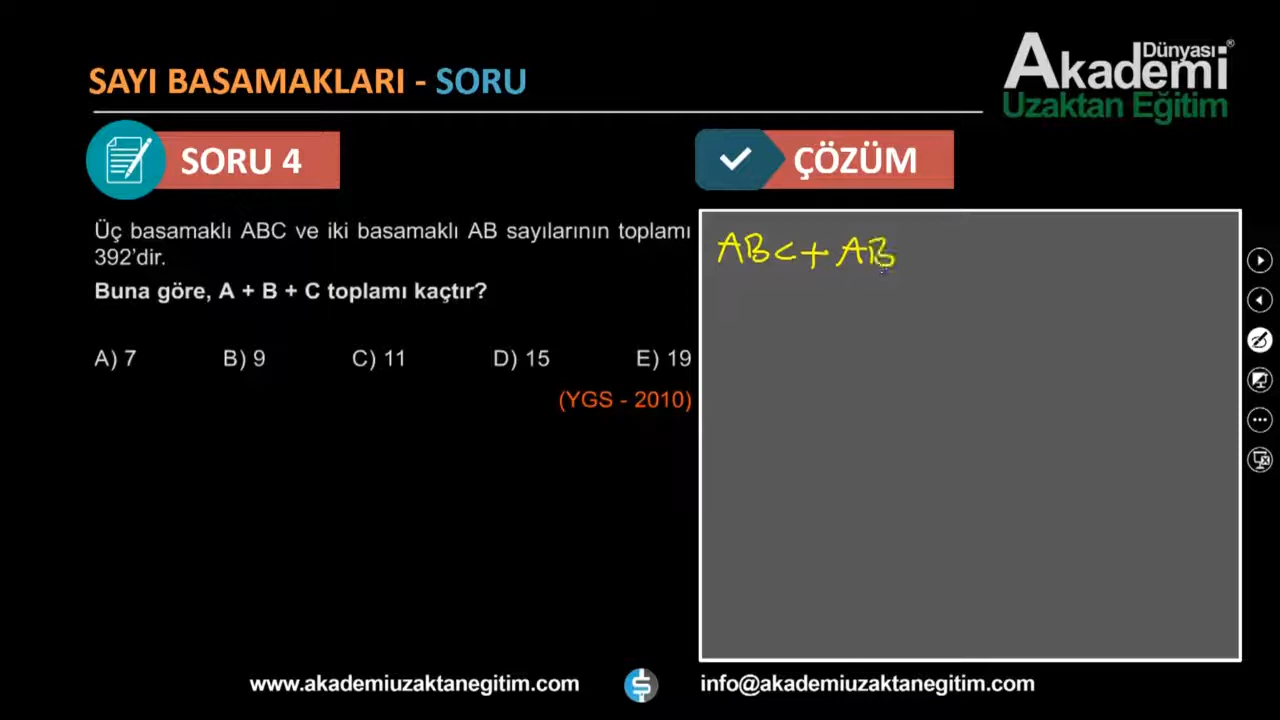 SAYI BASAMAKLARI - SORU
Akademi Dünyası®
Uzaktan Eğitim
SORU 4
Üç basamaklı ABC ve iki basamaklı AB sayılarının toplamı
392'dir.
Buna göre, A + B + C toplamı kaçtır?
A) 7 B) 9 C) 11 D) 15 E) 19
(YGS - 2010)
ÇÖZÜM
ABC + AB
www.akademiuzaktanegitim.com
info@akademiuzaktanegitim.com